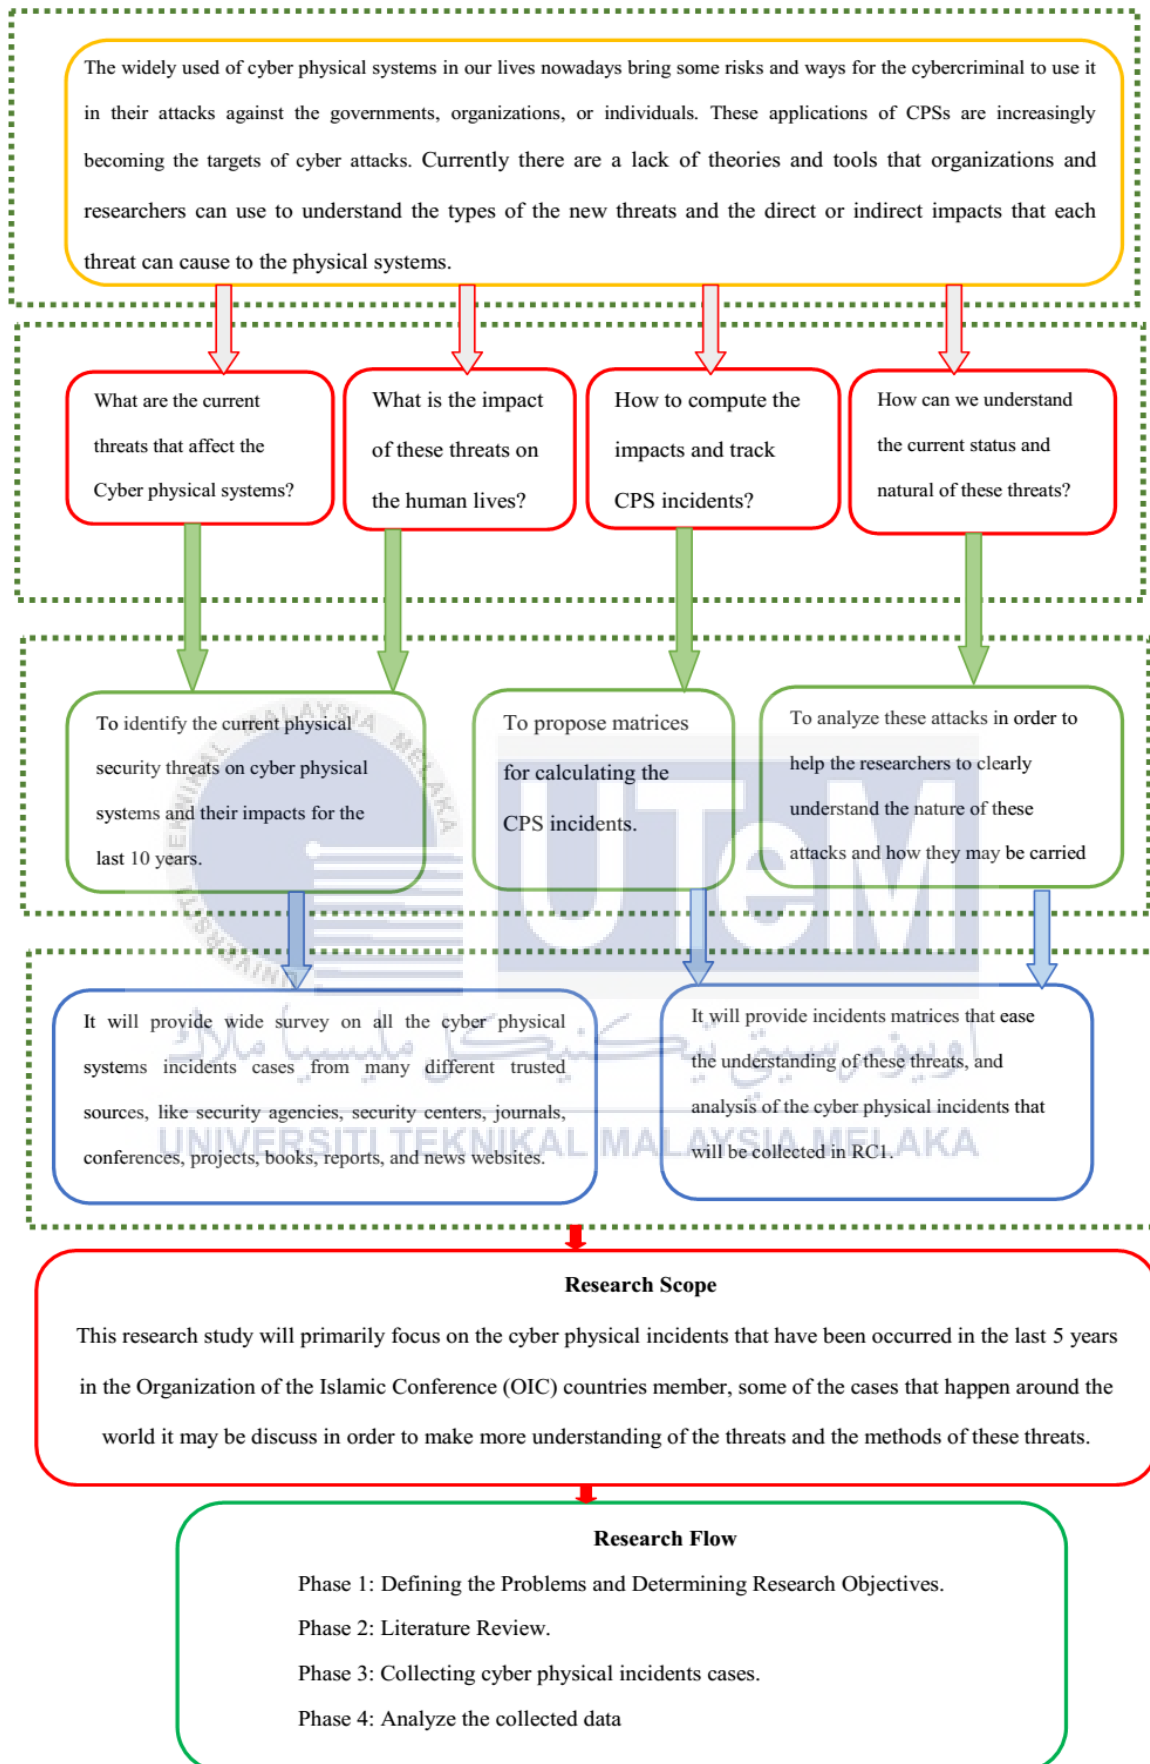 The widely used of cyber physical systems in our lives nowadays bring some risks and ways for the cybercriminal to use it
in their attacks against the governments, organizations, or individuals. These applications of CPSs are increasingly
becoming the targets of cyber attacks. Currently there are a lack of theories and tools that organizations and
researchers can use to understand the types of the new threats and the direct or indirect impacts that each
threat can cause to the physical systems.
What are the current
threats that affect the
Cyber physical systems?
What is the impact
of these threats on
the human lives?
How to compute the
impacts and track
CPS incidents?
How can we understand
the current status and
natural of these threats?
To identify the current physical
security threats on cyber physical
systems and their impacts for the
last 10 years.
To propose matrices
for calculating the
CPS incidents.
To analyze these attacks in order to
help the researchers to clearly
understand the nature of these
attacks and how they may be carried
UNIVERSITI TEKNIKAL MALAYSIA MELAKA
UTeM
It will provide wide survey on all the cyber physical
systems incidents cases from many different trusted
sources, like security agencies, security centers, journals,
conferences, projects, books, reports, and news websites.
It will provide incidents matrices that ease
the understanding of these threats, and
analysis of the cyber physical incidents that
will be collected in RC1.
اونيورسيتي تيكنيكل مليسيا ملاك
UNIVERSITI TEKNIKAL MALAYSIA MELAKA
Research Scope
This research study will primarily focus on the cyber physical incidents that have been occurred in the last 5 years
in the Organization of the Islamic Conference (OIC) countries member, some of the cases that happen around the
world it may be discuss in order to make more understanding of the threats and the methods of these threats.
Research Flow
Phase 1: Defining the Problems and Determining Research Objectives.
Phase 2: Literature Review.
Phase 3: Collecting cyber physical incidents cases.
Phase 4: Analyze the collected data